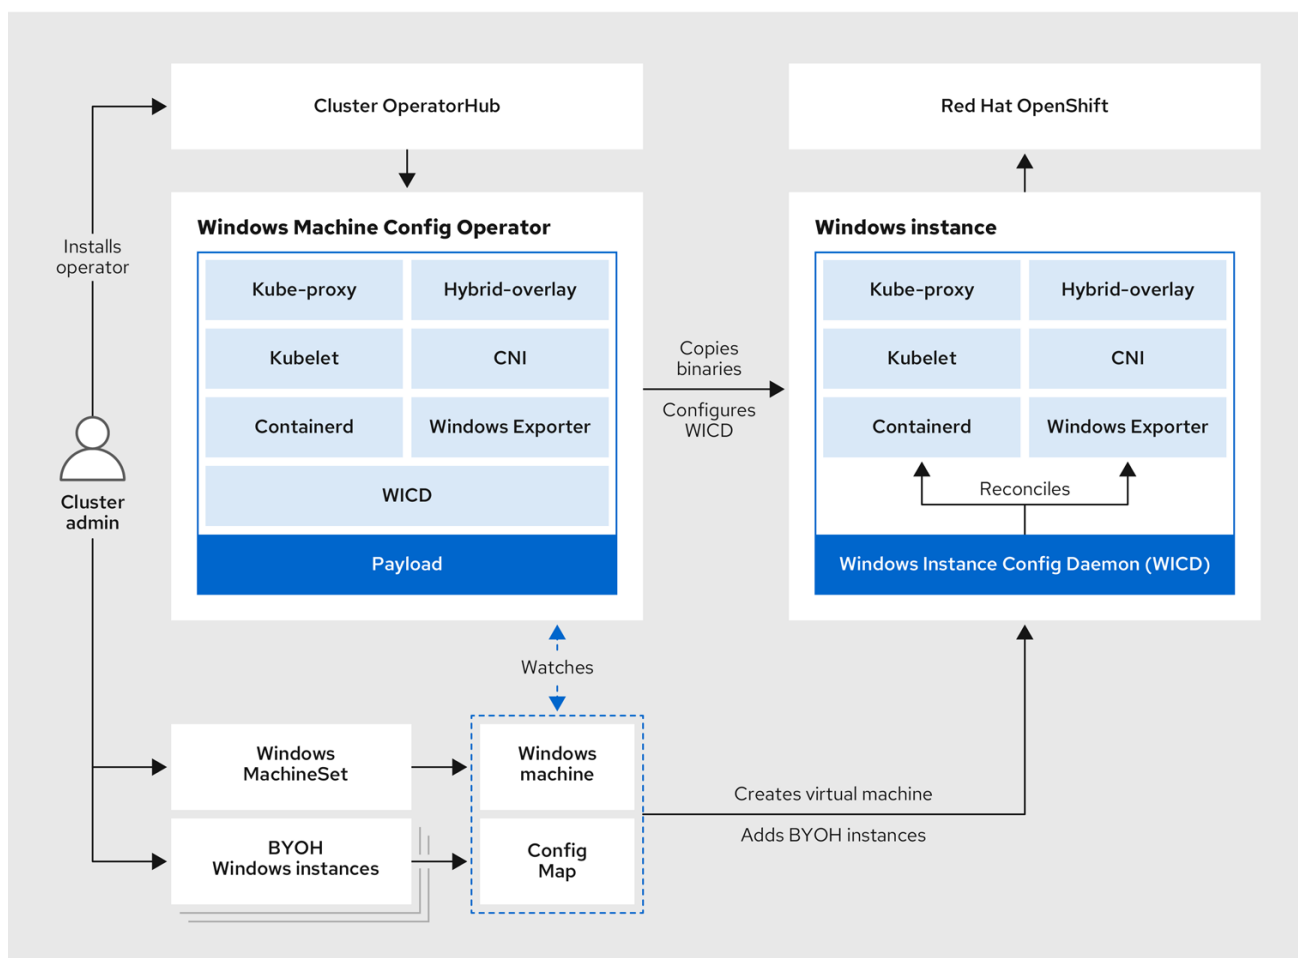 Cluster OperatorHub
Red Hat OpenShift
Installs
operator
Windows Machine Config Operator
Kube-proxy
Hybrid-overlay
Kubelet
CNI
Containerd
Windows Exporter
WICD
Payload
Copies
binaries
Configures
WICD
Windows instance
Kube-proxy
Hybrid-overlay
Kubelet
CNI
Containerd
Windows Exporter
Reconciles
Windows Instance Config Daemon (WICD)
Cluster
admin
Watches
Windows
MachineSet
Windows
machine
BYOH
Windows instances
Config
Map
Creates virtual machine
Adds BYOH instances